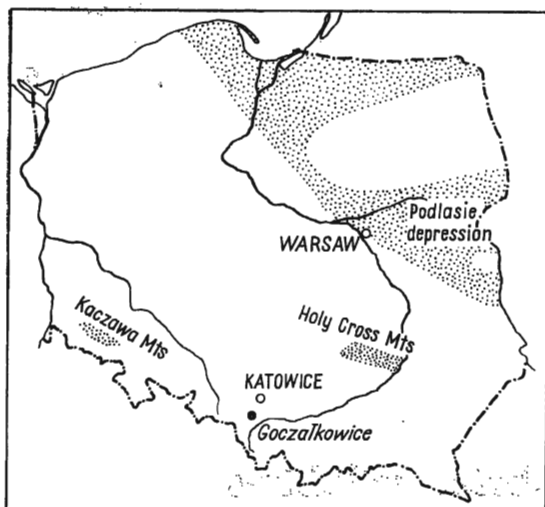 Podlasie
depression
WARSAW
Holy Cross Mts
Kaczawa Mts
KATOWICE
Goczałkowice